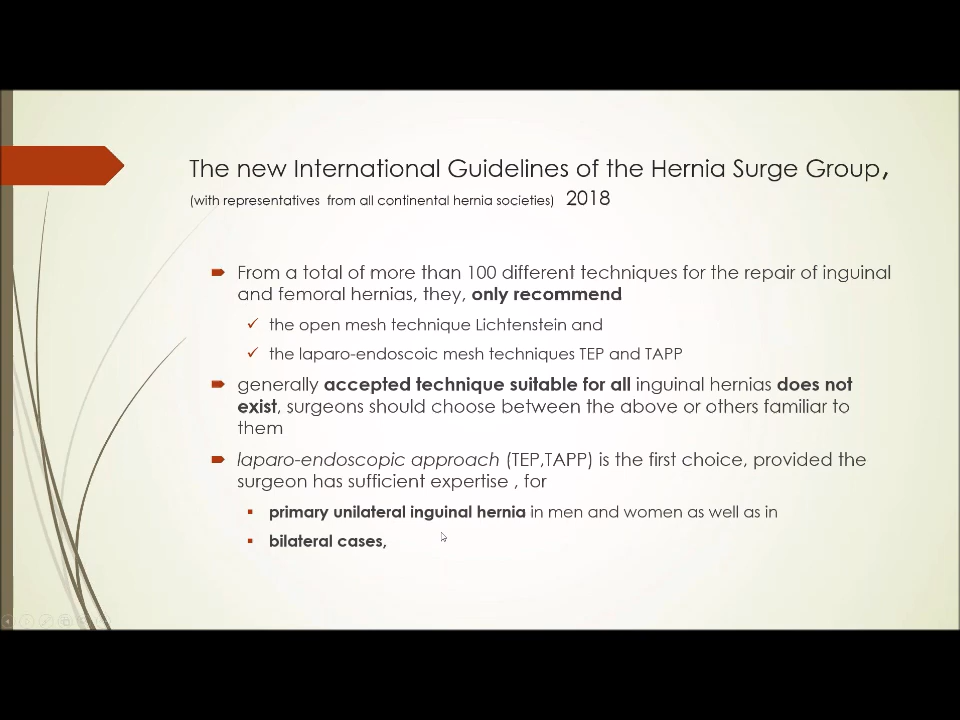 The new International Guidelines of the Hernia Surge Group,
(with representatives from all continental hernia societies) 2018
From a total of more than 100 different techniques for the repair of inguinal
and femoral hernias, they, only recommend
the open mesh technique Lichtenstein and
the laparo-endoscoic mesh techniques TEP and TAPP
generally accepted technique suitable for all inguinal hernias does not
exist, surgeons should choose between the above or others familiar to
them
laparo-endoscopic approach (TEP,TAPP) is the first choice, provided the
surgeon has sufficient expertise , for
primary unilateral inguinal hernia in men and women as well as in
bilateral cases,